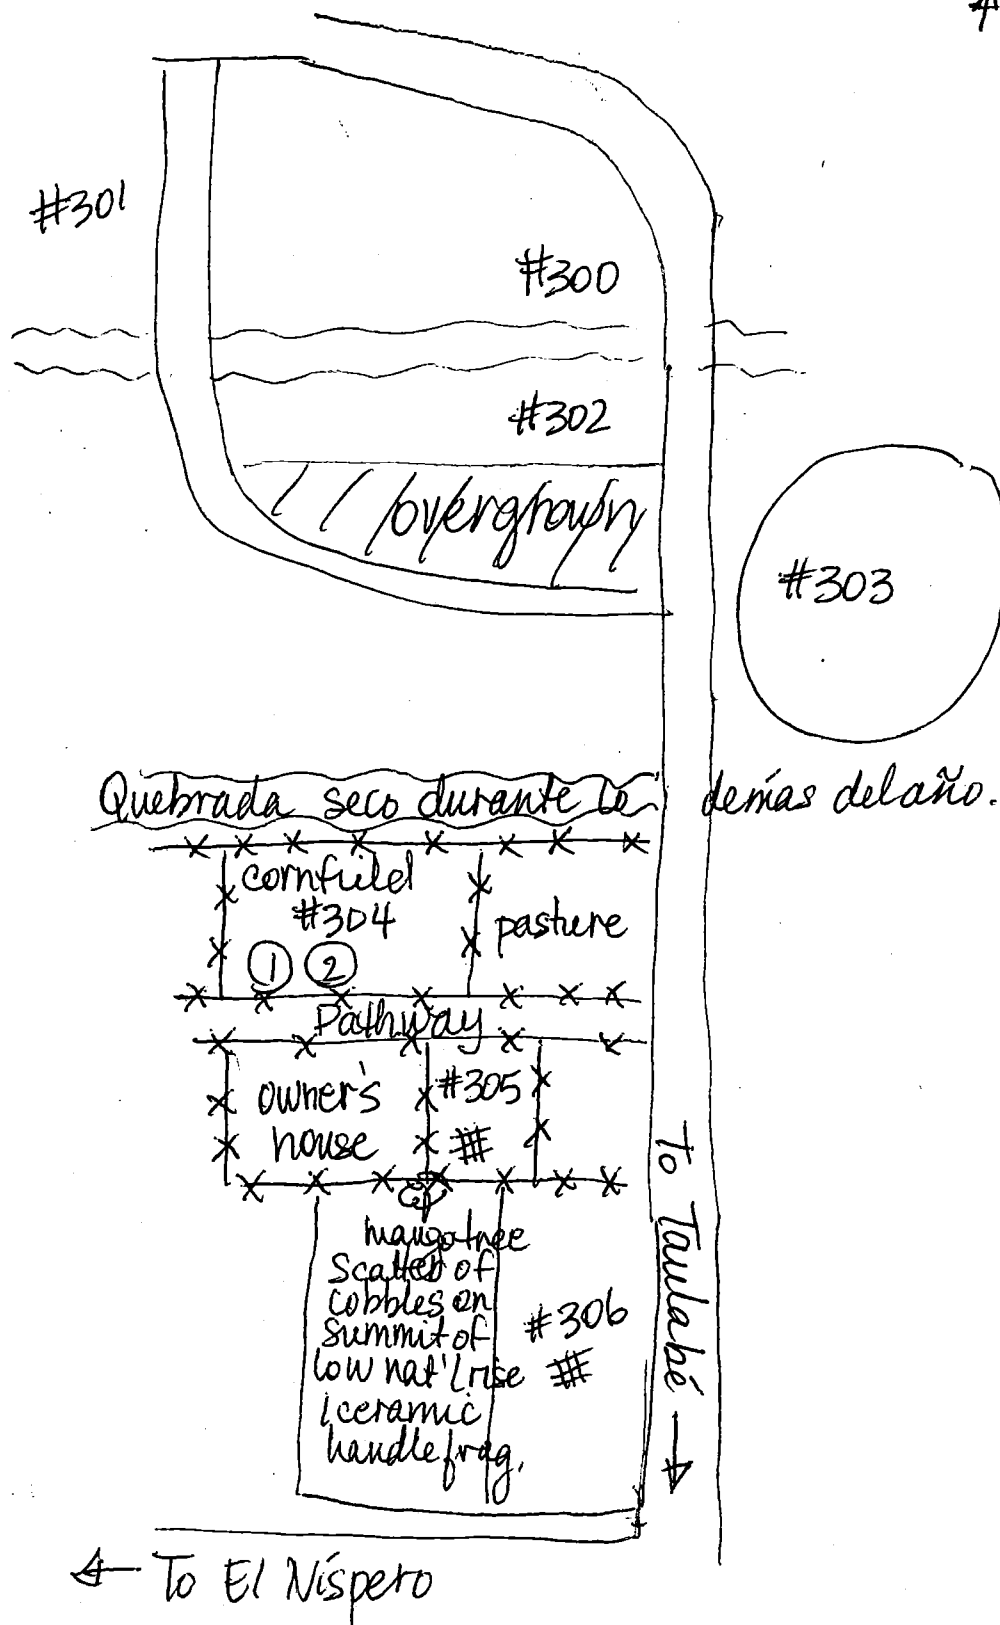 #301
#300
#302
overgrown
#303
Quebrada seco durante lo demás del año.
cornfield
#304
pasture
1 2
Pathway
owner's
house
#305
#
mango tree
Scatter of
cobbles on
summit of
low nat'l rise
1 ceramic
handle frag.
#306
#
To Taulabé →
← To El Níspero